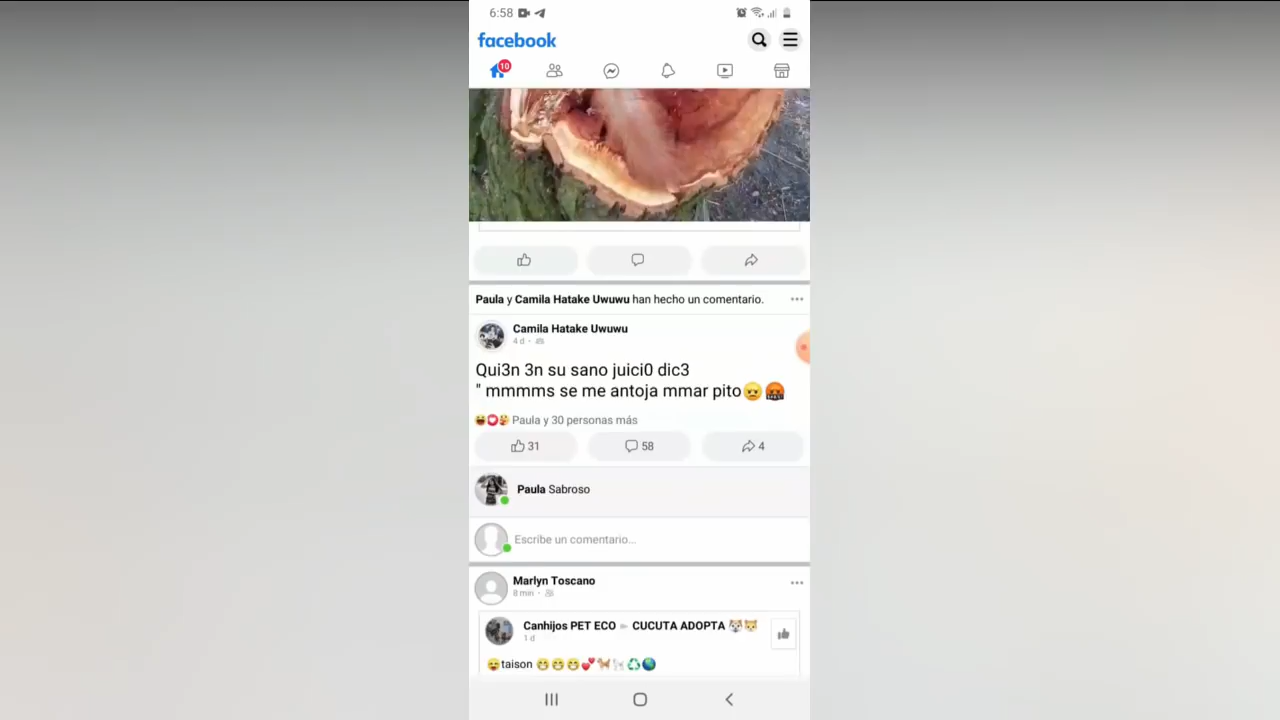 6:58
facebook
10
Paula y Camila Hatake Uwuwu han hecho un comentario.
Camila Hatake Uwuwu
4 d
Qui3n 3n su sano juici0 dic3
" mmmms se me antoja mmar pito😠🤬
Paula y 30 personas más
31
58
4
Paula Sabroso
Escribe un comentario...
Marlyn Toscano
8 min
Canhijos PET ECO ▸ CUCUTA ADOPTA 🐺🐱
1 d
😄taison 😁😁😁💕🐕🐩♻️🌎